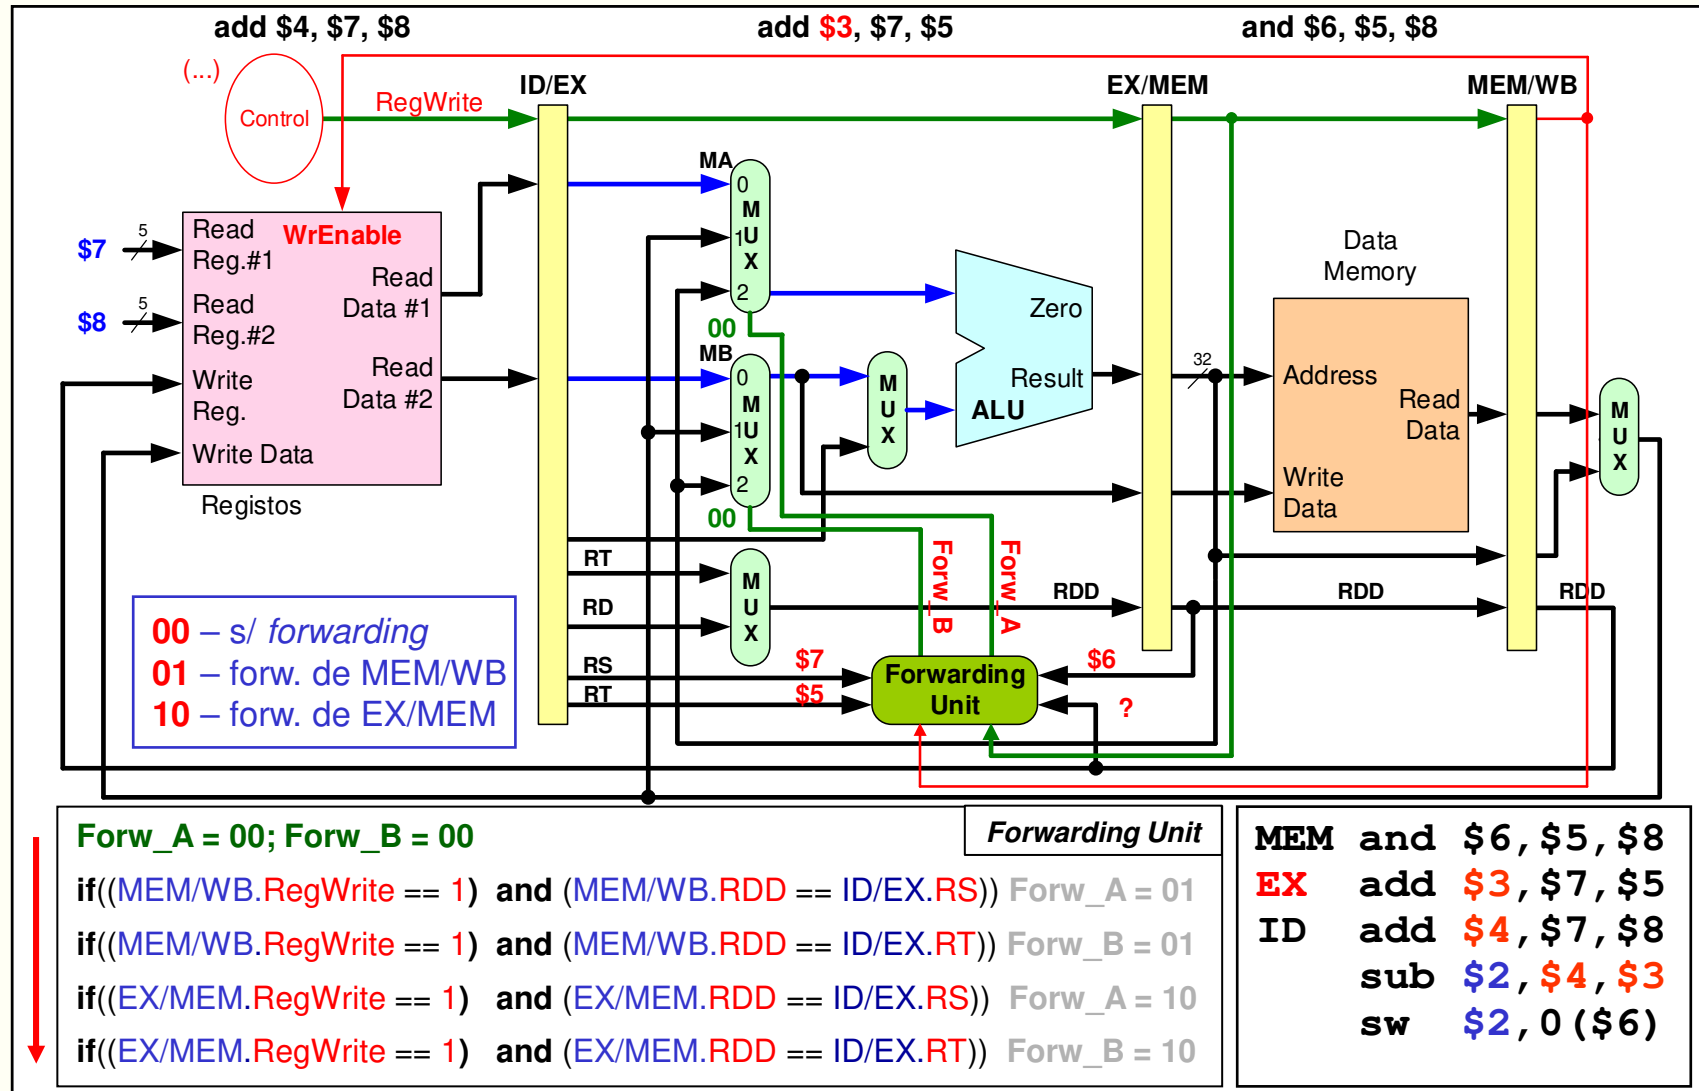 add $4, $7, $8
add $3, $7, $5
and $6, $5, $8
(...)
Control
RegWrite
ID/EX
EX/MEM
MEM/WB
MA
0
M
1U
X
2
00
$7
5
Read
Reg.#1
WrEnable
Read
Data #1
$8
5
Read
Reg.#2
Write
Reg.
Read
Data #2
Write Data
Registos
MB
0
M
1U
X
2
00
M
U
X
Zero
Result
ALU
32
Data
Memory
Address
Read
Data
Write
Data
M
U
X
RT
RD
M
U
X
Forw_B
Forw_A
RDD
RDD
RDD
RS
RT
$7
$5
Forwarding
Unit
$6
?
00 – s/ forwarding
01 – forw. de MEM/WB
10 – forw. de EX/MEM
Forw_A = 00; Forw_B = 00
Forwarding Unit
if((MEM/WB.RegWrite == 1) and (MEM/WB.RDD == ID/EX.RS)) Forw_A = 01
if((MEM/WB.RegWrite == 1) and (MEM/WB.RDD == ID/EX.RT)) Forw_B = 01
if((EX/MEM.RegWrite == 1) and (EX/MEM.RDD == ID/EX.RS)) Forw_A = 10
if((EX/MEM.RegWrite == 1) and (EX/MEM.RDD == ID/EX.RT)) Forw_B = 10
MEM and $6,$5,$8
EX add $3,$7,$5
ID add $4,$7,$8
sub $2,$4,$3
sw $2,0($6)